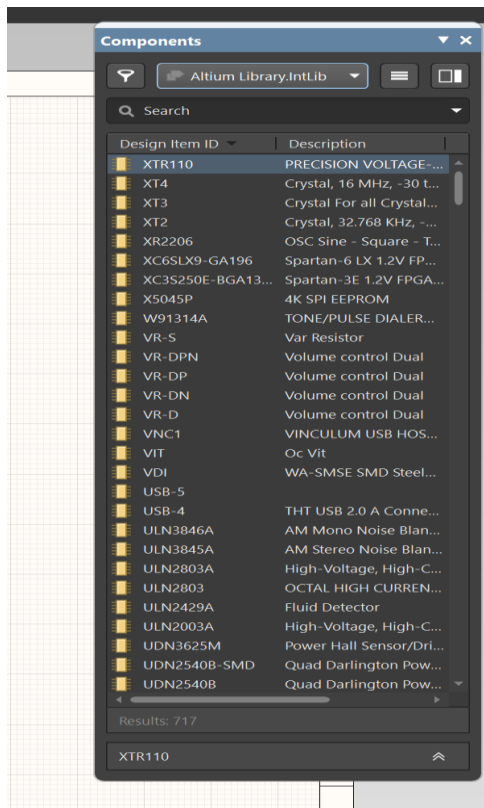 Components
Altium Library.IntLib
Search
Design Item ID Description
XTR110 PRECISION VOLTAGE-...
XT4 Crystal, 16 MHz, -30 t...
XT3 Crystal For all Crystal...
XT2 Crystal, 32.768 KHz, -...
XR2206 OSC Sine - Square - T...
XC6SLX9-GA196 Spartan-6 LX 1.2V FP...
XC3S250E-BGA13... Spartan-3E 1.2V FPGA...
X5045P 4K SPI EEPROM
W91314A TONE/PULSE DIALER...
VR-S Var Resistor
VR-DPN Volume control Dual
VR-DP Volume control Dual
VR-DN Volume control Dual
VR-D Volume control Dual
VNC1 VINCULUM USB HOS...
VIT Oc Vit
VDI WA-SMSE SMD Steel...
USB-5
USB-4 THT USB 2.0 A Conne...
ULN3846A AM Mono Noise Blan...
ULN3845A AM Stereo Noise Blan...
ULN2803A High-Voltage, High-C...
ULN2803 OCTAL HIGH CURREN...
ULN2429A Fluid Detector
ULN2003A High-Voltage, High-C...
UDN3625M Power Hall Sensor/Dri...
UDN2540B-SMD Quad Darlington Pow...
UDN2540B Quad Darlington Pow...
Results: 717
XTR110